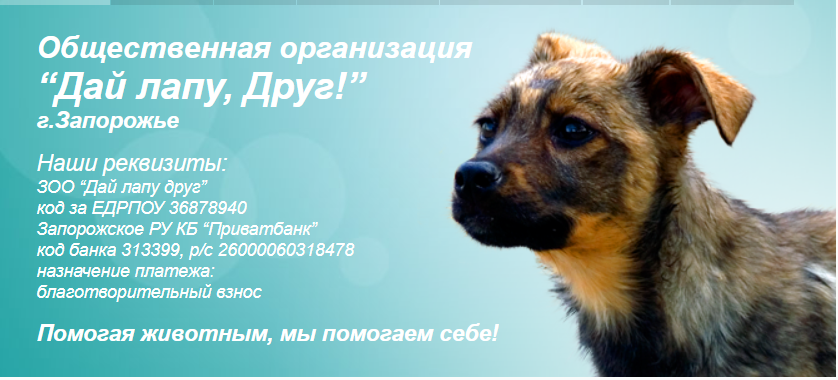 Общественная организация
“Дай лапу, Друг!”
г.Запорожье
Наши реквизиты:
ЗОО “Дай лапу друг”
код за ЕДРПОУ 36878940
Запорожское РУ КБ “Приватбанк”
код банка 313399, р/с 26000060318478
назначение платежа:
благотворительный взнос
Помогая животным, мы помогаем себе!